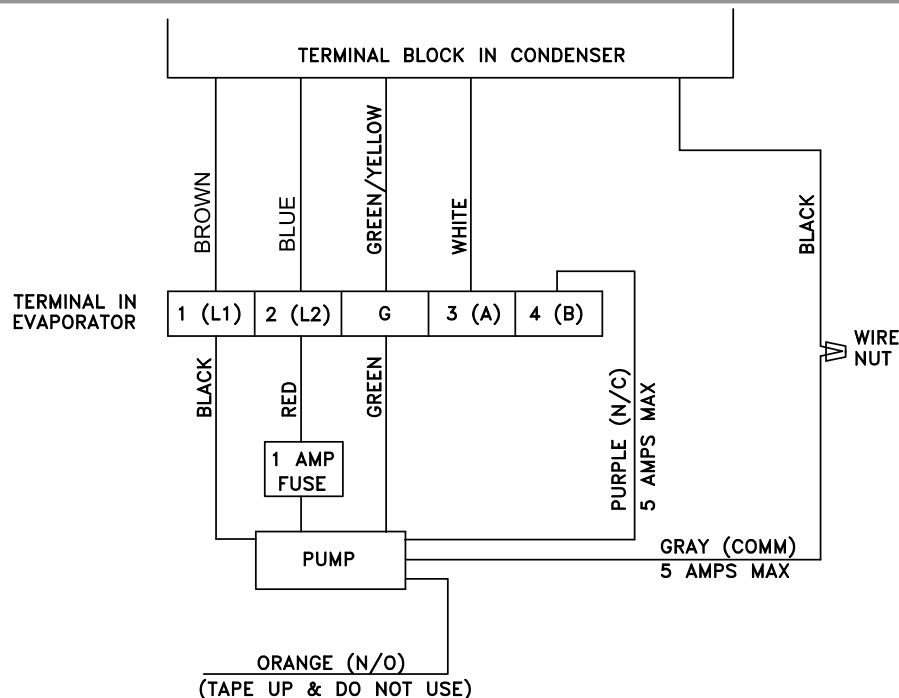 TERMINAL BLOCK IN CONDENSER
BROWN
BLUE
GREEN/YELLOW
WHITE
BLACK
TERMINAL IN
EVAPORATOR
1 (L1)
2 (L2)
G
3 (A)
4 (B)
WIRE
NUT
BLACK
RED
GREEN
PURPLE (N/C)
5 AMPS MAX
1 AMP
FUSE
PUMP
GRAY (COMM)
5 AMPS MAX
ORANGE (N/O)
(TAPE UP & DO NOT USE)